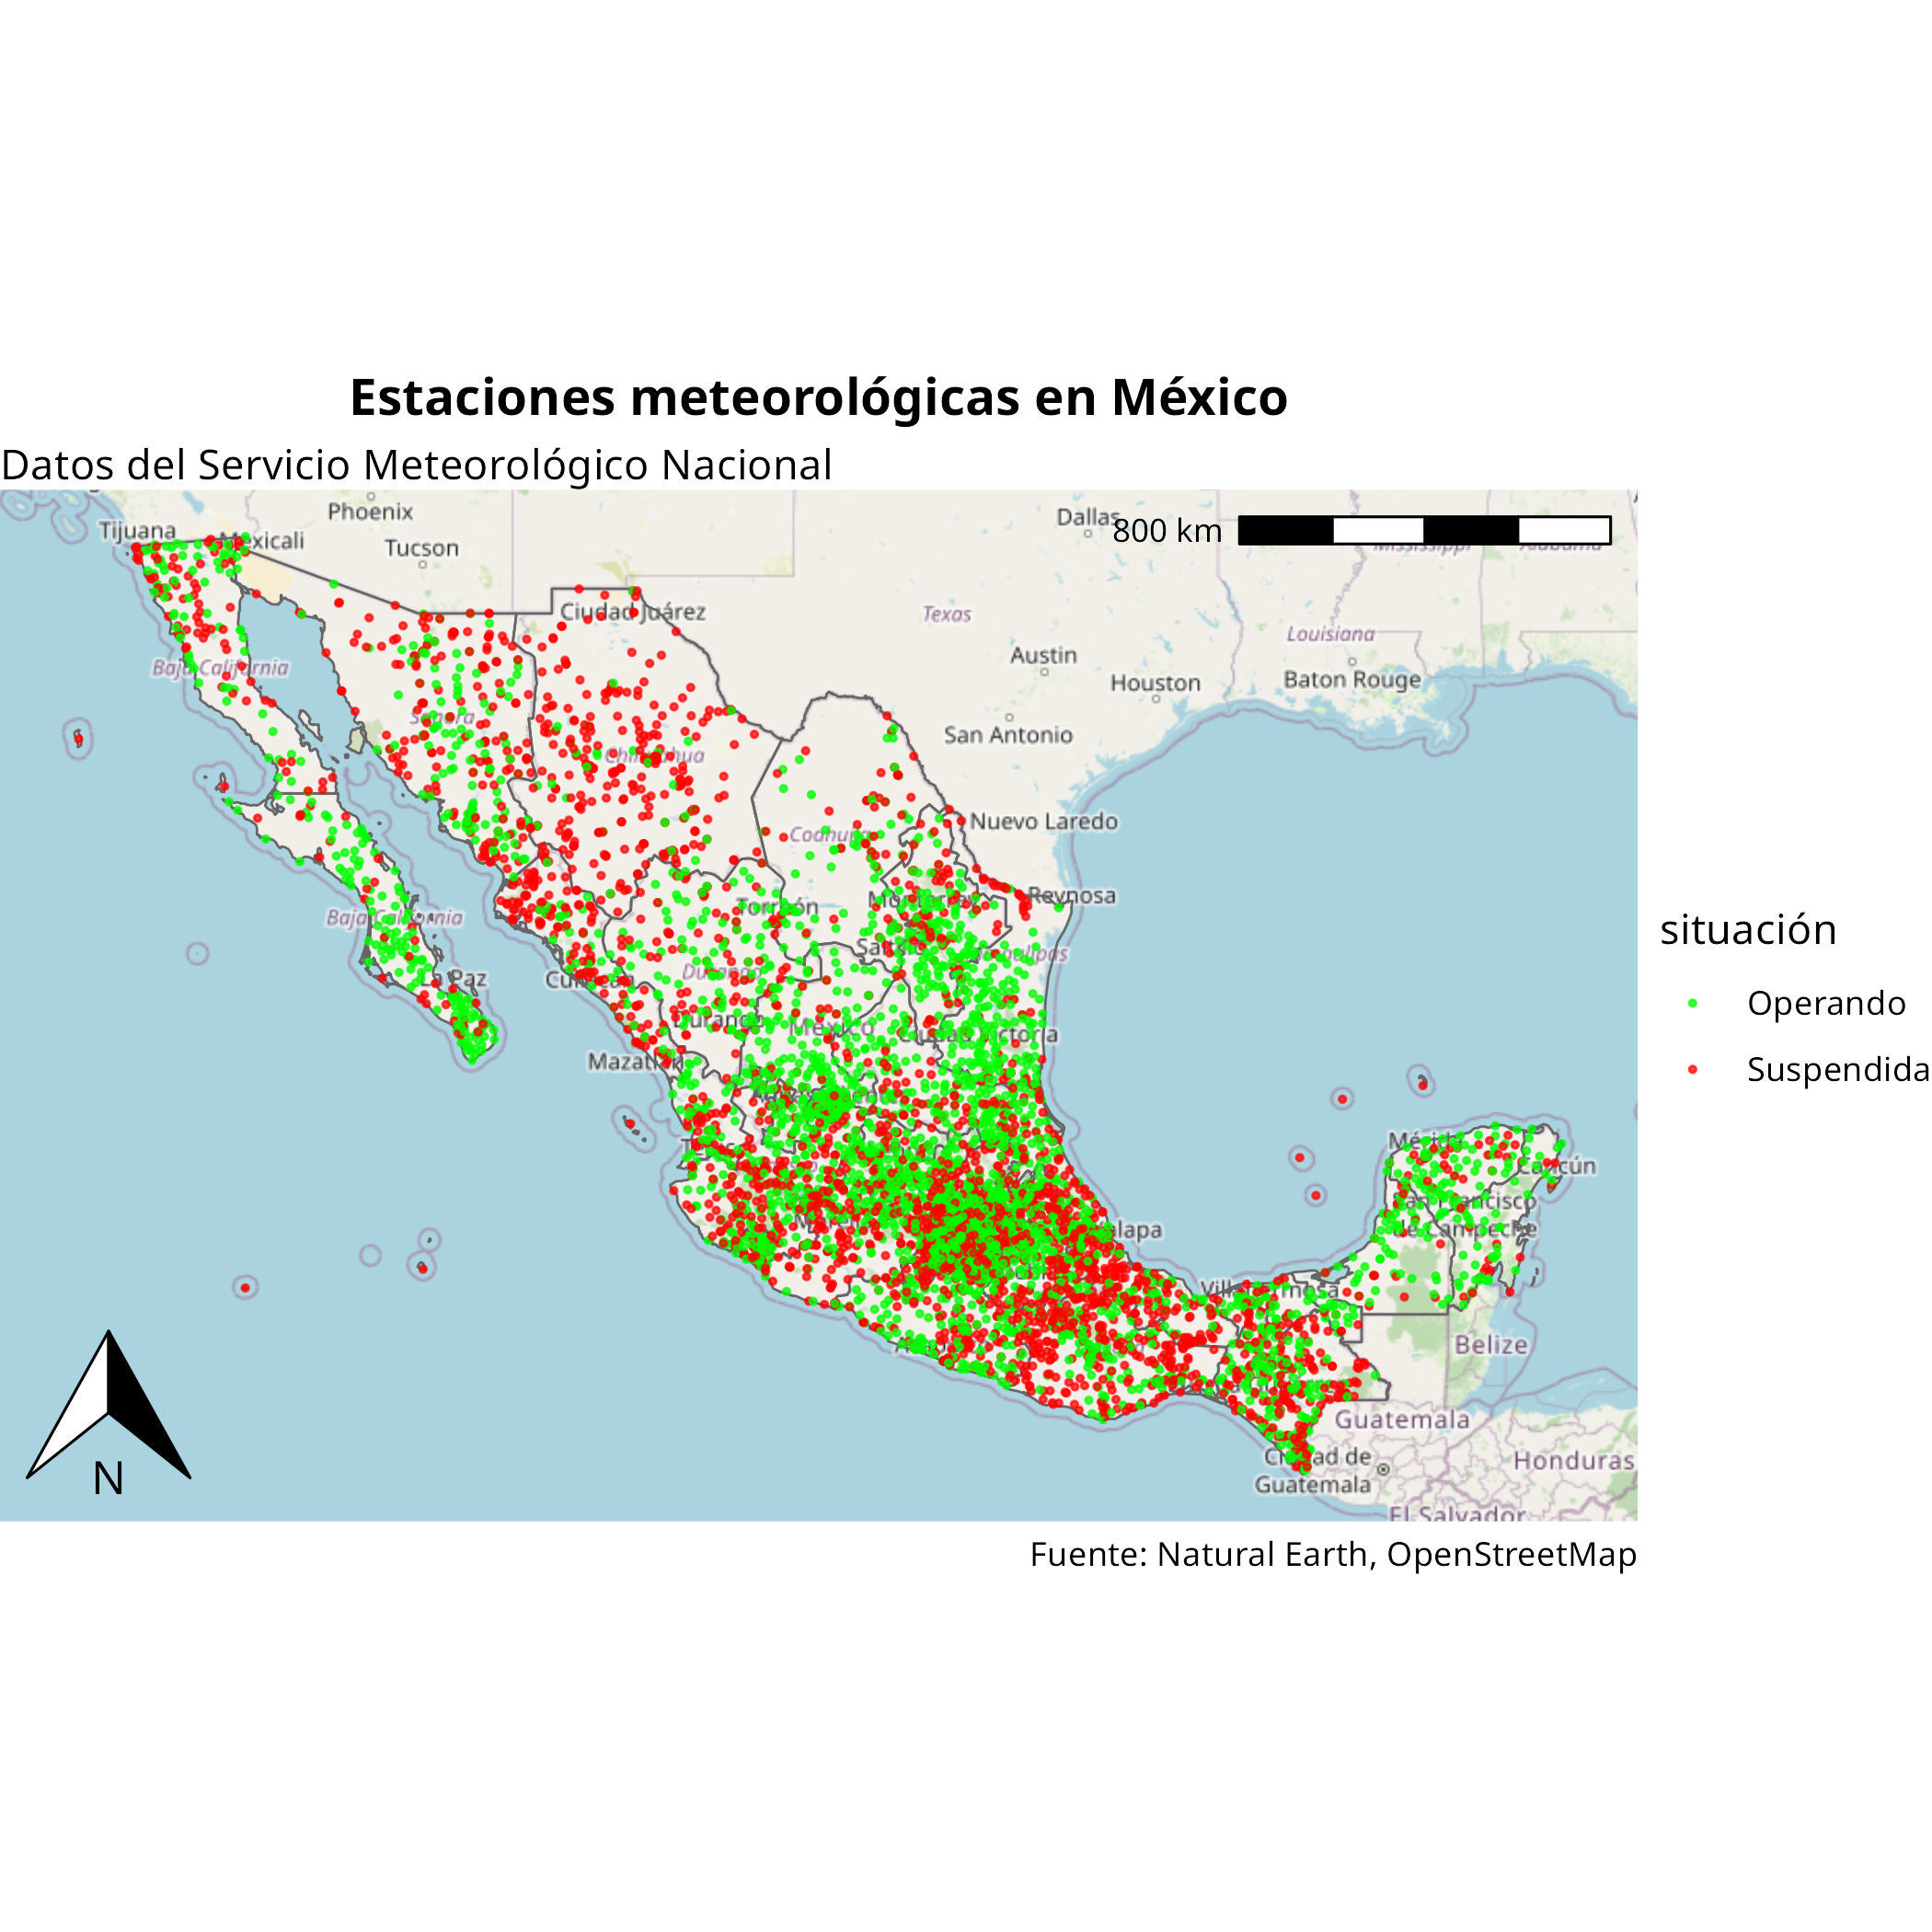 Estaciones meteorológicas en México
Datos del Servicio Meteorológico Nacional
Phoenix
Tijuana
Mexicali
Tucson
Dallas
800 km
Mississippi
Alabama
Ciudad Juárez
Texas
Louisiana
Austin
Houston
Baton Rouge
Baja California
Sonora
San Antonio
Chihuahua
Nuevo Laredo
Coahuila
Reynosa
Monterrey
Torreón
Baja California
situación
Saltillo
Tamaulipas
La Paz
Culiacán
Durango
Operando
Durango
México
Ciudad Victoria
Mazatlán
Suspendida
Mérida
Cancún
San Francisco
de Campeche
Xalapa
Villahermosa
Belize
Guatemala
Ciudad de
Guatemala
Honduras
El Salvador
N
Fuente: Natural Earth, OpenStreetMap